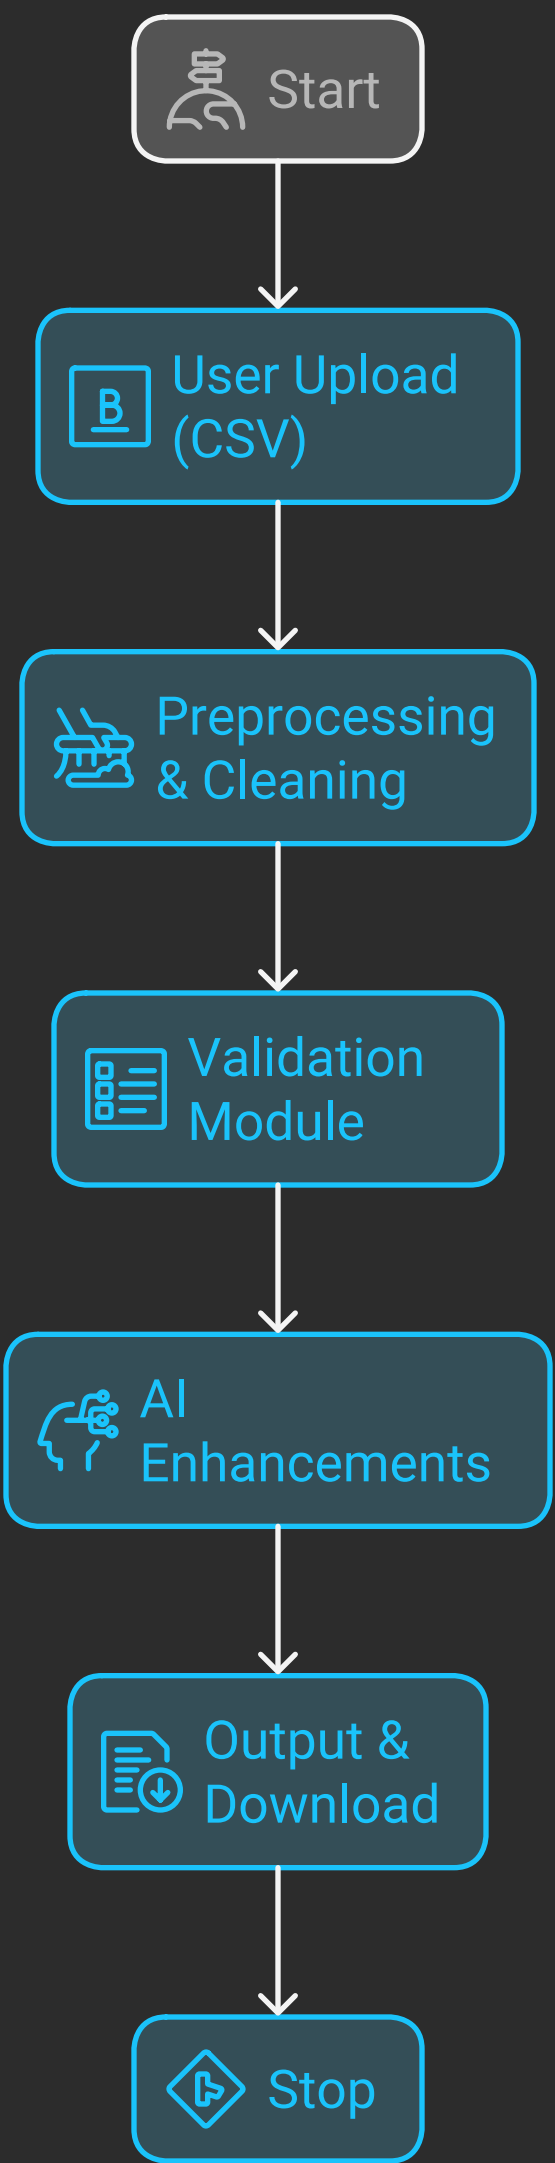 Start
User Upload
(CSV)
Preprocessing
& Cleaning
Validation
Module
AI
Enhancements
Output &
Download
Stop